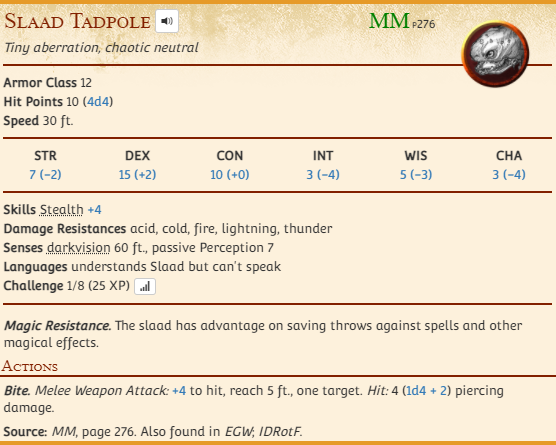 Slaad Tadpole MM P276
Tiny aberration, chaotic neutral
Armor Class 12
Hit Points 10 (4d4)
Speed 30 ft.
STR DEX CON INT WIS CHA
7 (−2) 15 (+2) 10 (+0) 3 (−4) 5 (−3) 3 (−4)
Skills Stealth +4
Damage Resistances acid, cold, fire, lightning, thunder
Senses darkvision 60 ft., passive Perception 7
Languages understands Slaad but can't speak
Challenge 1/8 (25 XP)
Magic Resistance. The slaad has advantage on saving throws against spells and other
magical effects.
Actions
Bite. Melee Weapon Attack: +4 to hit, reach 5 ft., one target. Hit: 4 (1d4 + 2) piercing
damage.
Source: MM, page 276. Also found in EGW; IDRotF.